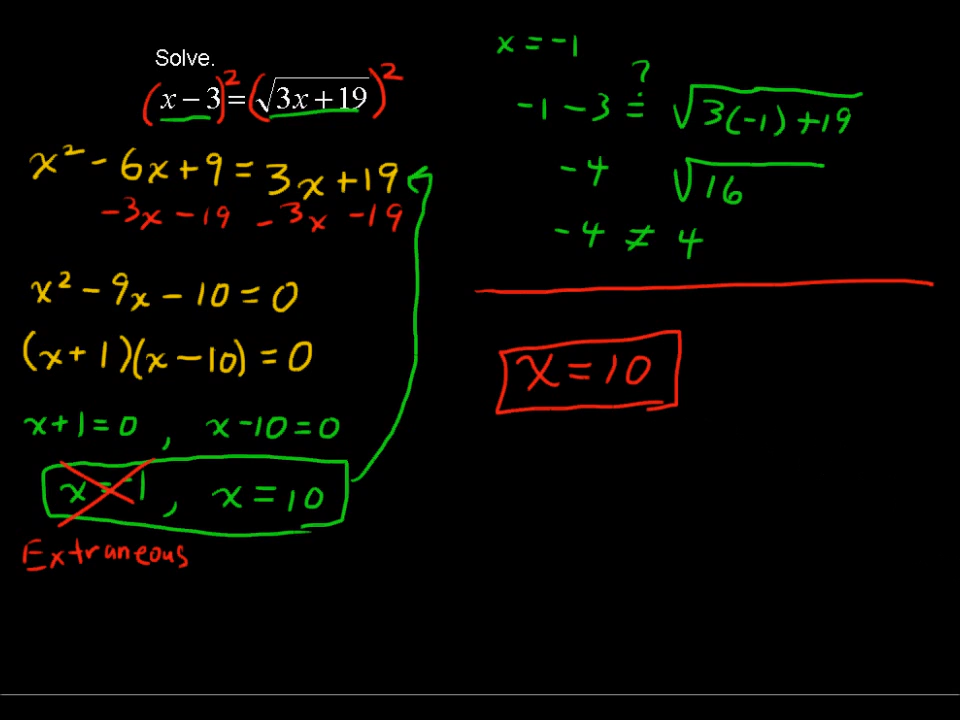 Solve.
(x − 3)² = (√3x + 19)²
x² - 6x + 9 = 3x + 19
-3x - 19 - 3x - 19
x² - 9x - 10 = 0
(x + 1)(x - 10) = 0
x + 1 = 0 , x - 10 = 0
x = -1 , x = 10
Extraneous
x = -1
?
-1 - 3 = √3(-1) + 19
-4 √16
-4 ≠ 4
x = 10